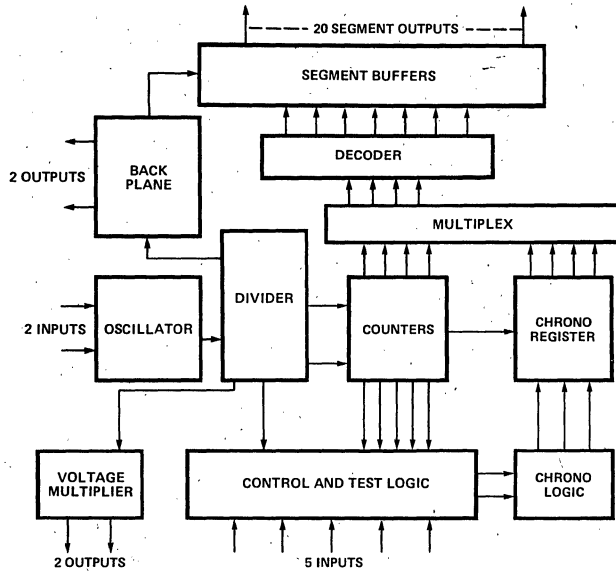 20 SEGMENT OUTPUTS
SEGMENT BUFFERS
DECODER
BACK
PLANE
2 OUTPUTS
MULTIPLEX
DIVIDER
2 INPUTS
OSCILLATOR
COUNTERS
CHRONO
REGISTER
VOLTAGE
MULTIPLIER
CONTROL AND TEST LOGIC
CHRONO
LOGIC
2 OUTPUTS
5 INPUTS